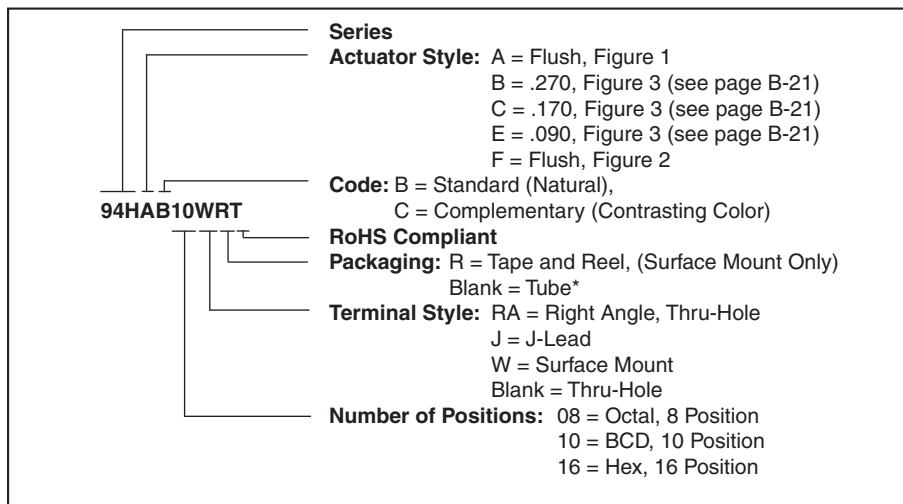 Series
Actuator Style: A = Flush, Figure 1
B = .270, Figure 3 (see page B-21)
C = .170, Figure 3 (see page B-21)
E = .090, Figure 3 (see page B-21)
F = Flush, Figure 2
Code: B = Standard (Natural),
C = Complementary (Contrasting Color)
94HAB10WRT
RoHS Compliant
Packaging: R = Tape and Reel, (Surface Mount Only)
Blank = Tube*
Terminal Style: RA = Right Angle, Thru-Hole
J = J-Lead
W = Surface Mount
Blank = Thru-Hole
Number of Positions: 08 = Octal, 8 Position
10 = BCD, 10 Position
16 = Hex, 16 Position